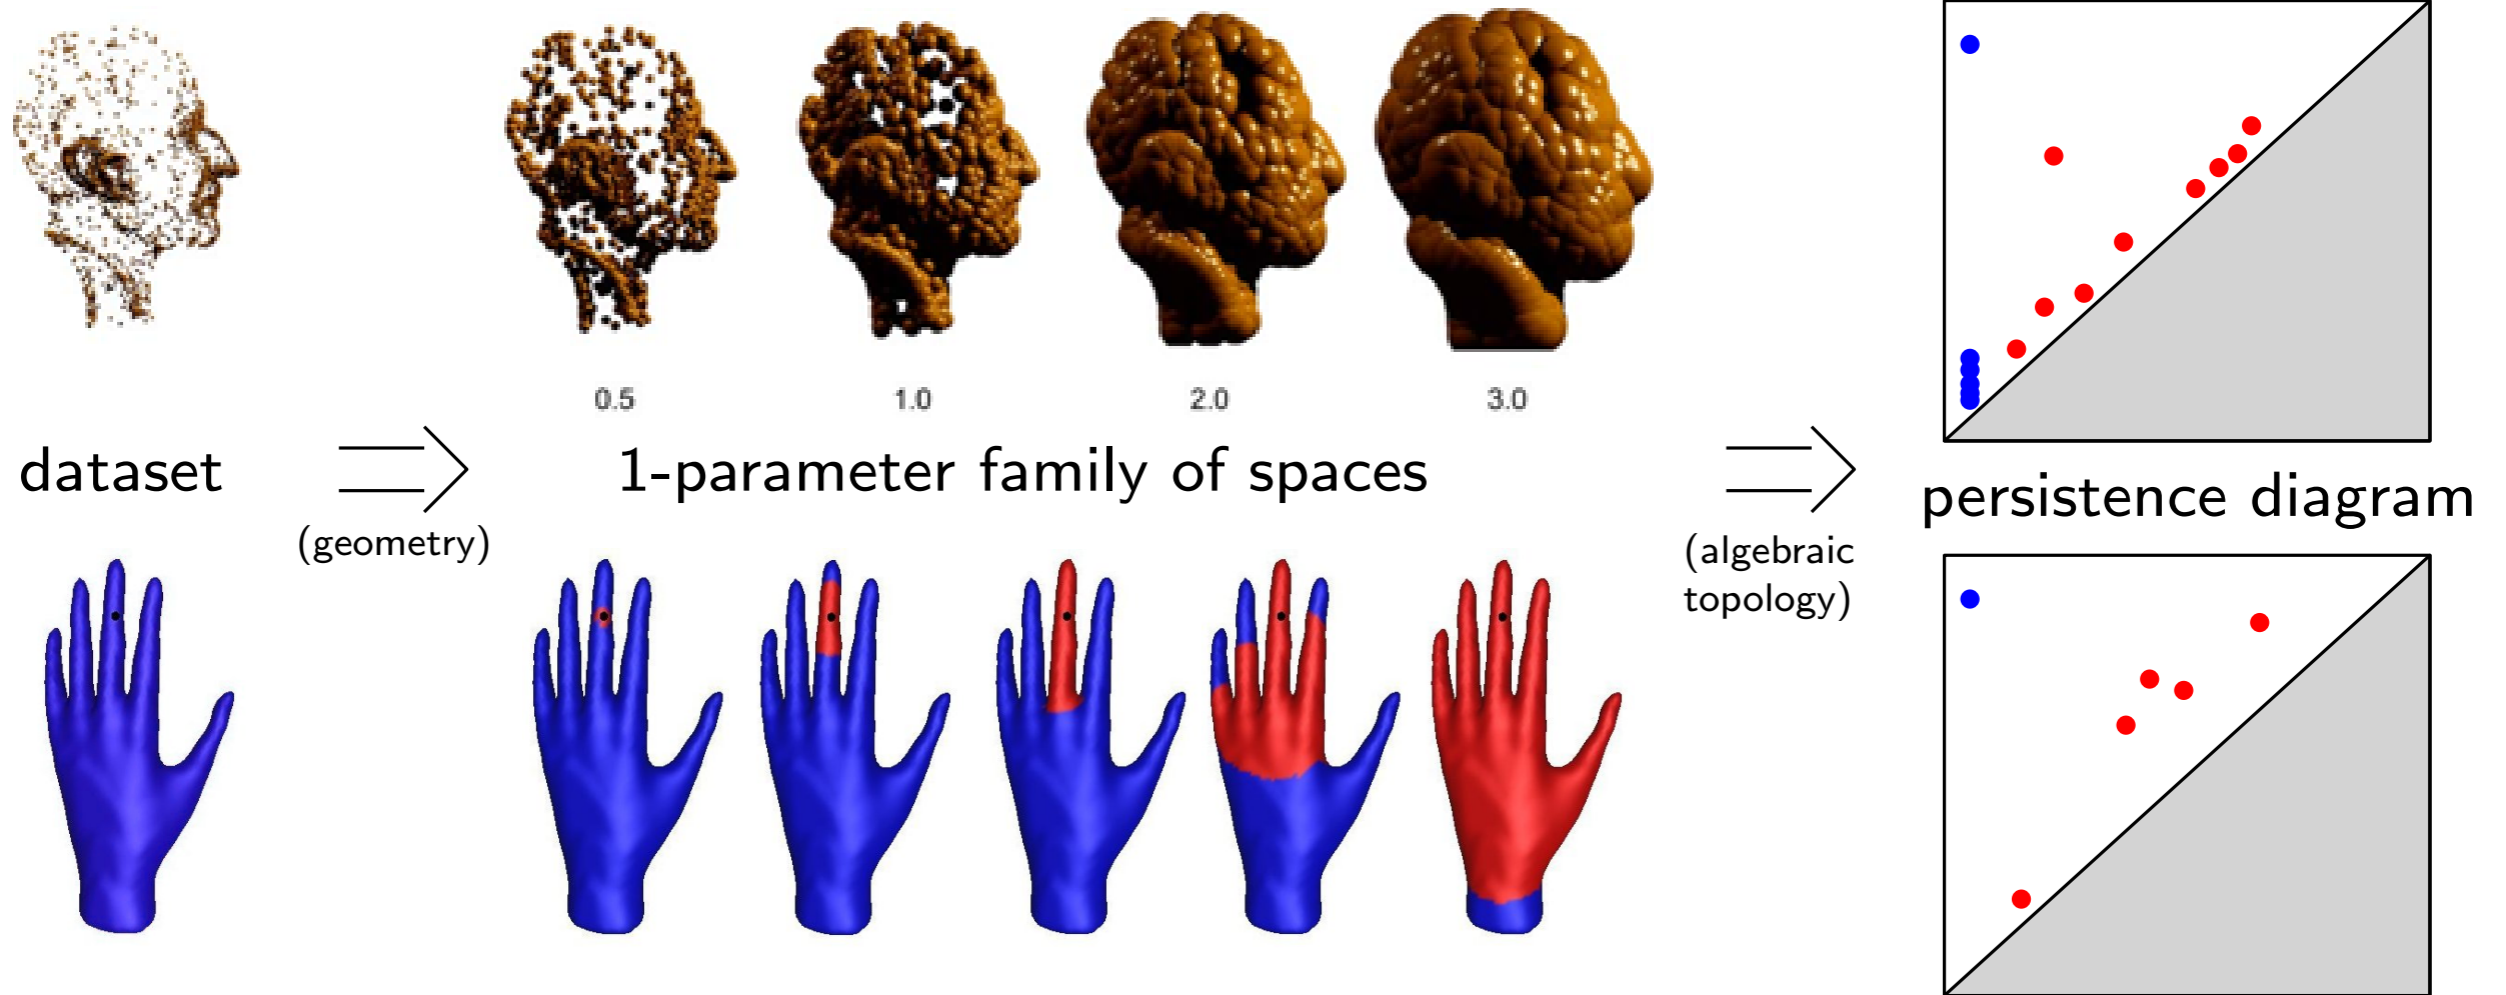 0.5 1.0 2.0 3.0
dataset
(geometry)
1-parameter family of spaces
(algebraic
topology)
persistence diagram